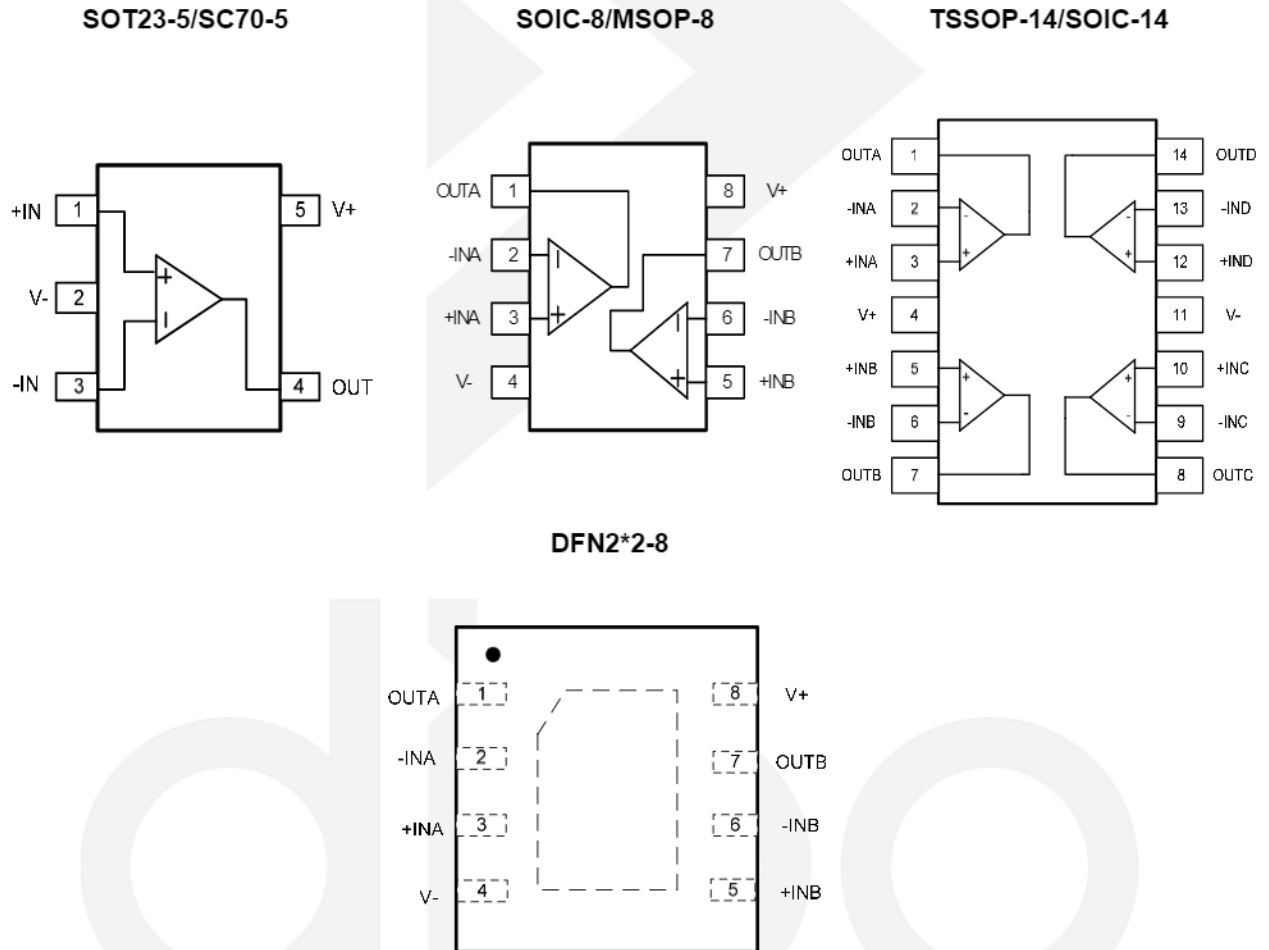 SOT23-5/SC70-5
SOIC-8/MSOP-8
TSSOP-14/SOIC-14
+IN 1
5 V+
V- 2
+
-
-IN 3
4 OUT
OUTA 1
8 V+
-INA 2
7 OUTB
-
+INA 3
+
6 -INB
-
V- 4
+
5 +INB
OUTA 1
14 OUTD
-INA 2
-
-
13 -IND
+INA 3
+
+
12 +IND
V+ 4
11 V-
+INB 5
+
+
10 +INC
-INB 6
-
-
9 -INC
OUTB 7
8 OUTC
DFN2*2-8
OUTA 1
8 V+
-INA 2
7 OUTB
+INA 3
6 -INB
V- 4
5 +INB
dioo